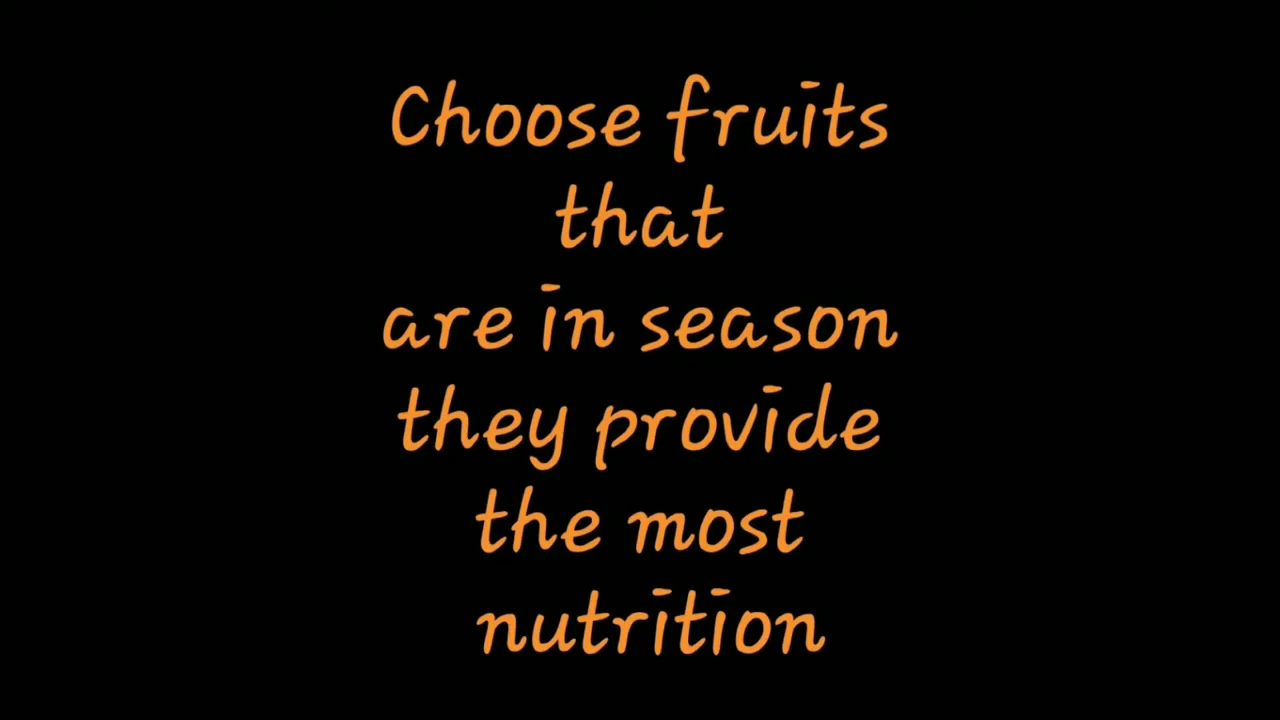 Choose fruits
that
are in season
they provide
the most
nutrition